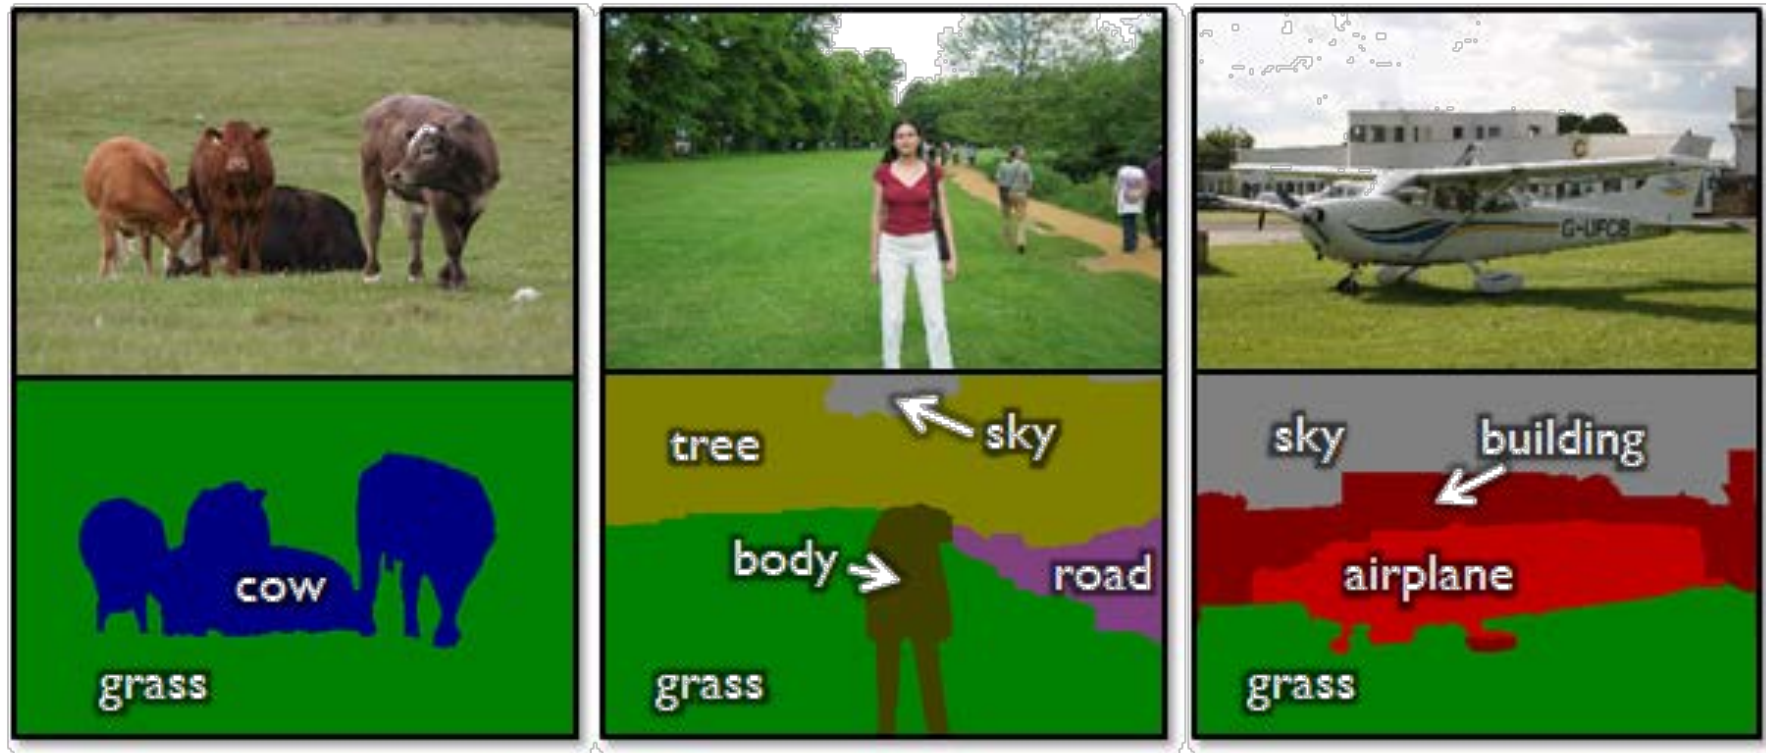 cow
grass
sky
tree
body
road
grass
G-UFCB
sky
building
airplane
grass